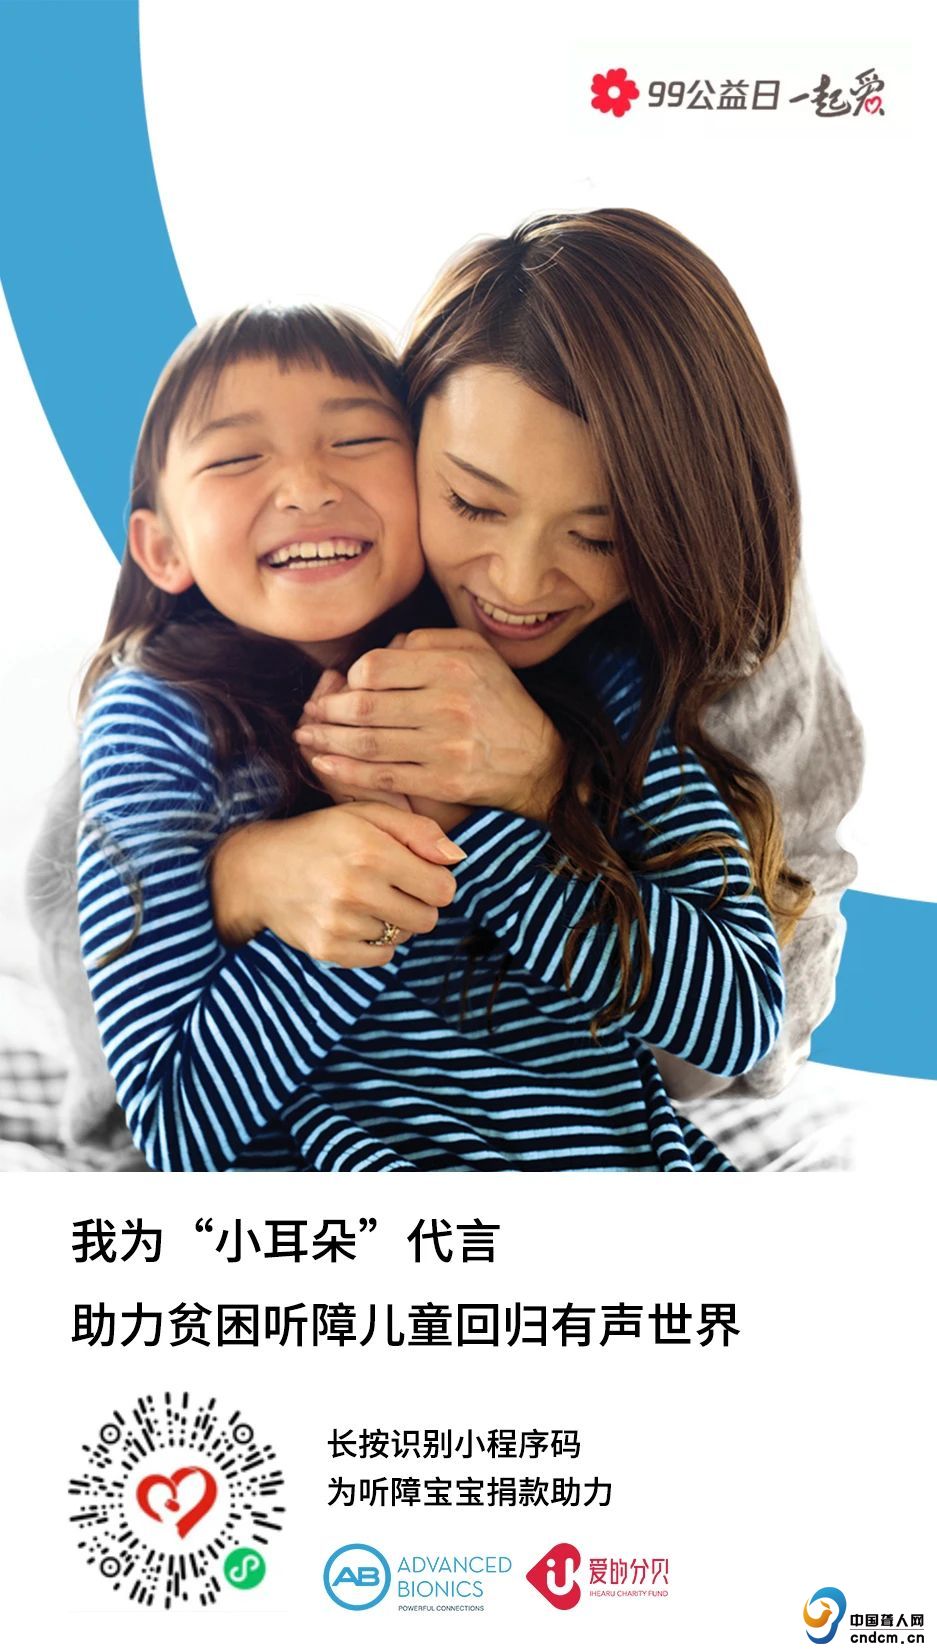 99公益日 一起爱
我为“小耳朵”代言
助力贫困听障儿童回归有声世界
长按识别小程序码
为听障宝宝捐款助力
AB ADVANCED BIONICS
POWERFUL CONNECTIONS
爱的分贝
IHEARU CHARITY FUND
中国聋人网
cndcm.cn